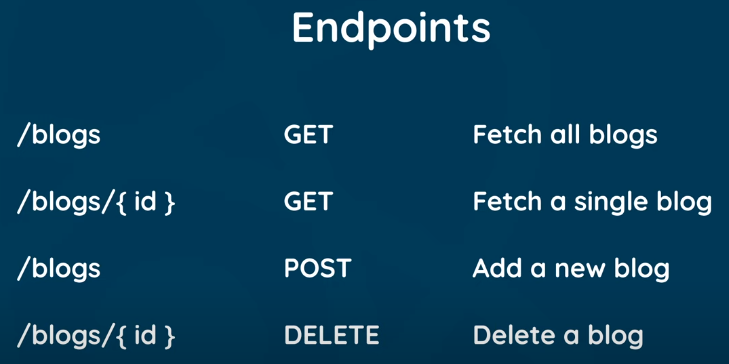 Endpoints
/blogs GET Fetch all blogs
/blogs/{ id } GET Fetch a single blog
/blogs POST Add a new blog
/blogs/{ id } DELETE Delete a blog